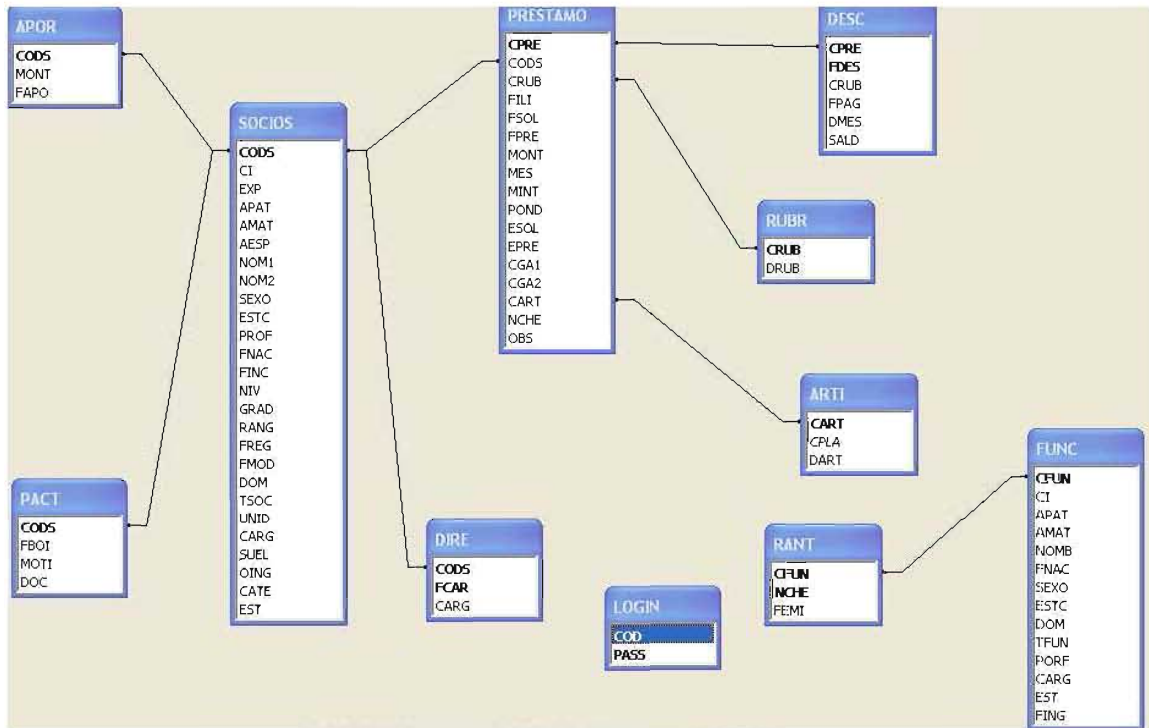 APOR
CODS
MONT
FAPO
SOCIOS
CODS
CI
EXP
APAT
AMAT
AESP
NOM1
NOM2
SEXO
ESTC
PROF
FNAC
FINC
NIV
GRAD
RANG
FREG
FMOD
DOM
TSOC
UNID
CARG
SUEL
OING
CATE
EST
PACT
CODS
FBOI
MOTI
DOC
PRESTAMO
CPRE
CODS
CRUB
FILI
FSOL
FPRE
MONT
MES
MINT
POND
ESOL
EPRE
CGA1
CGA2
CART
NCHE
OBS
DESC
CPRE
FDES
CRUB
FPAG
DMES
SALD
RUBR
CRUB
DRUB
ARTI
CART
CPLA
DART
DIRE
CODS
FCAR
CARG
LOGIN
COD
PASS
RANT
CFUN
NCHE
FEMI
FUNC
CFUN
CI
APAT
AMAT
NOMB
FNAC
SEXO
ESTC
DOM
TFUN
PORF
CARG
EST
FING